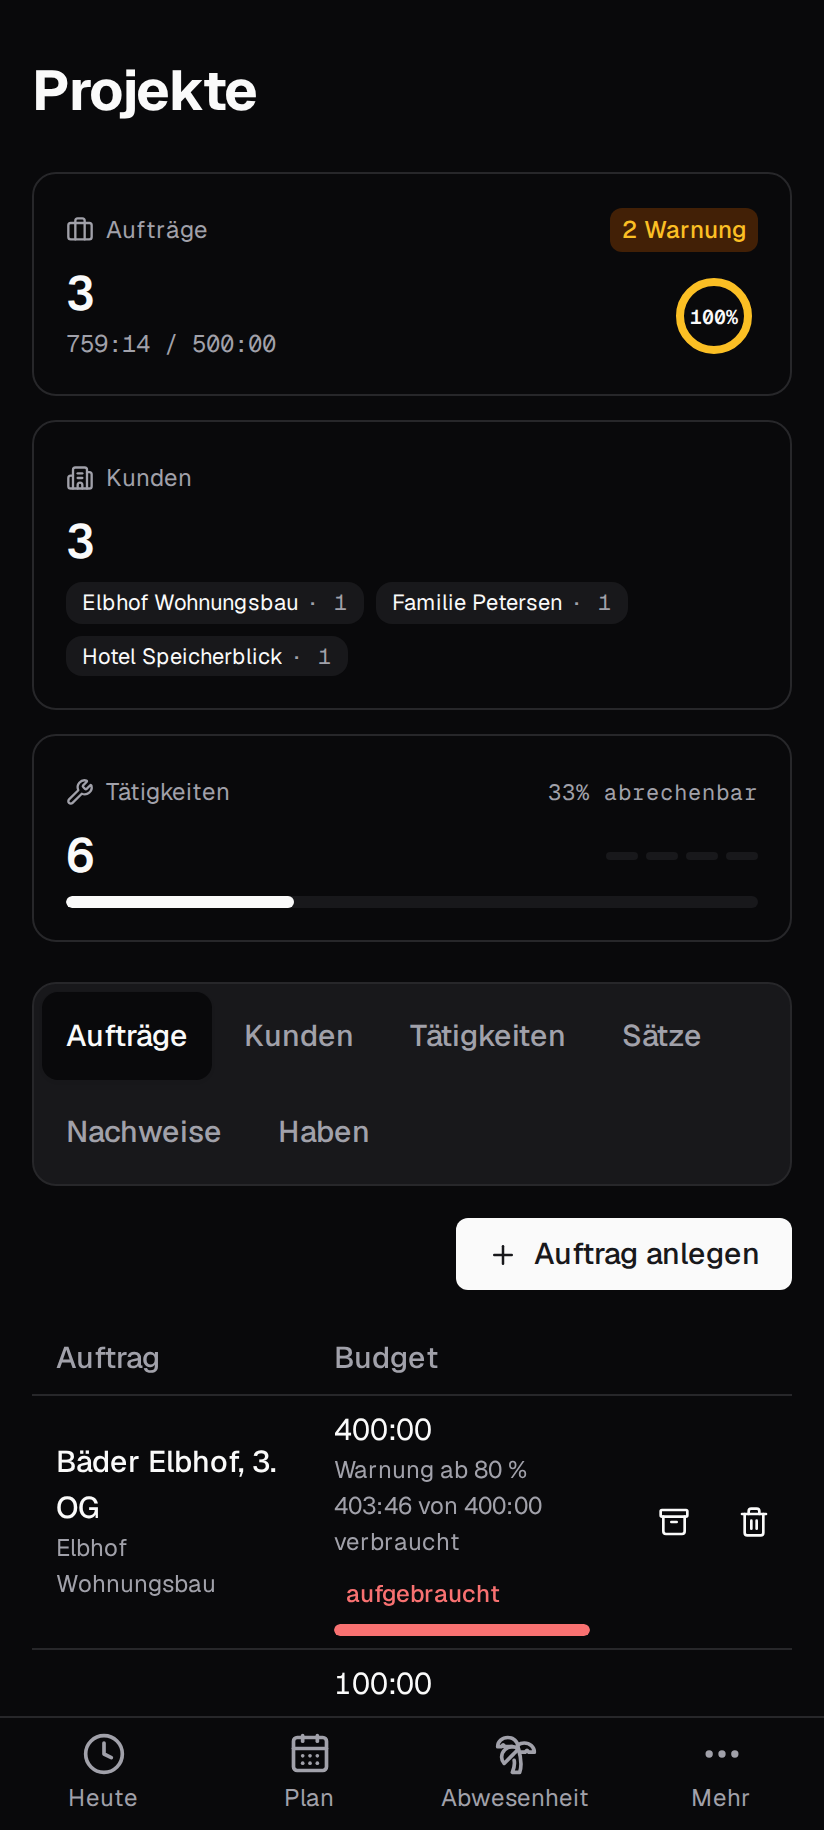 Projekte
Aufträge
2 Warnung
3
100%
759:14 / 500:00
Kunden
3
Elbhof Wohnungsbau · 1
Familie Petersen · 1
Hotel Speicherblick · 1
Tätigkeiten
33% abrechenbar
6
Aufträge
Kunden
Tätigkeiten
Sätze
Nachweise
Haben
+ Auftrag anlegen
Auftrag
Budget
Bäder Elbhof, 3.
OG
Elbhof
Wohnungsbau
400:00
Warnung ab 80 %
403:46 von 400:00
verbraucht
aufgebraucht
100:00
Heute
Plan
Abwesenheit
Mehr